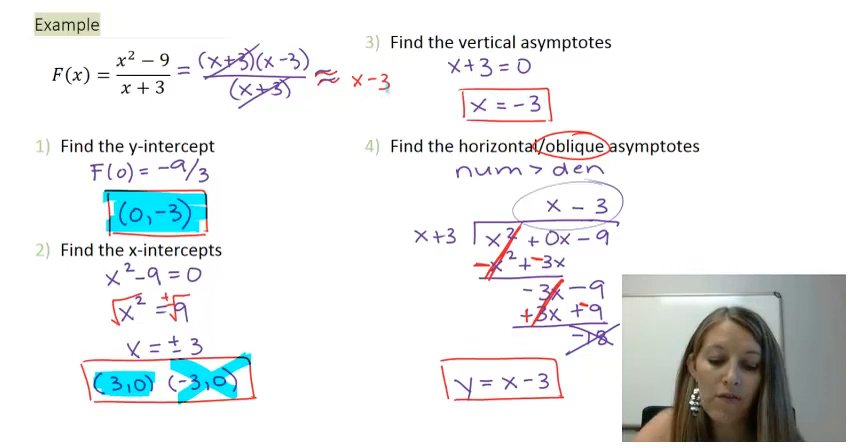 Example
F(x) = x² − 9 / x + 3 = (x+3)(x−3) / (x+3) ≈ x−3
1) Find the y-intercept
F(0) = −9/3
(0,−3)
2) Find the x-intercepts
x²−9 = 0
√x² = ±√9
x = ± 3
(3,0) (−3,0)
3) Find the vertical asymptotes
x+3 = 0
x = −3
4) Find the horizontal/oblique asymptotes
num > den
x − 3
x+3 x² + 0x − 9
−x² + −3x
−3x − 9
+3x + −9
−18
y = x − 3